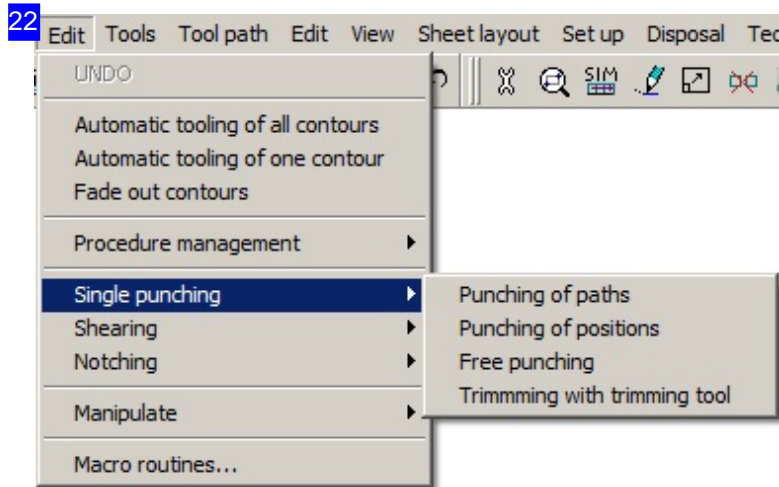 22
Edit Tools Tool path Edit View Sheet layout Set up Disposal Tec
SIM
UNDO
Automatic tooling of all contours
Automatic tooling of one contour
Fade out contours
Procedure management
Single punching
Shearing
Notching
Manipulate
Macro routines...
Punching of paths
Punching of positions
Free punching
Trimmming with trimming tool